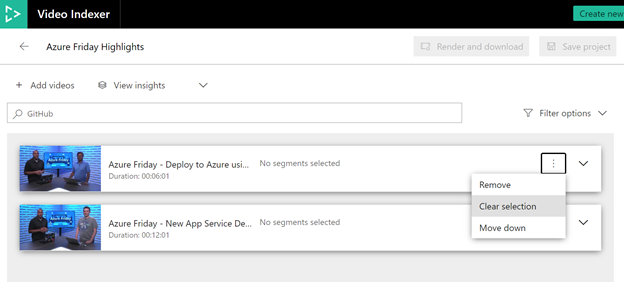 Video Indexer
Create new
Azure Friday Highlights
Render and download
Save project
Add videos
View insights
GitHub
Filter options
Azure Friday - Deploy to Azure usi...
No segments selected
Duration: 00:06:01
Remove
Clear selection
Move down
Azure Friday - New App Service De...
No segments selected
Duration: 00:12:01